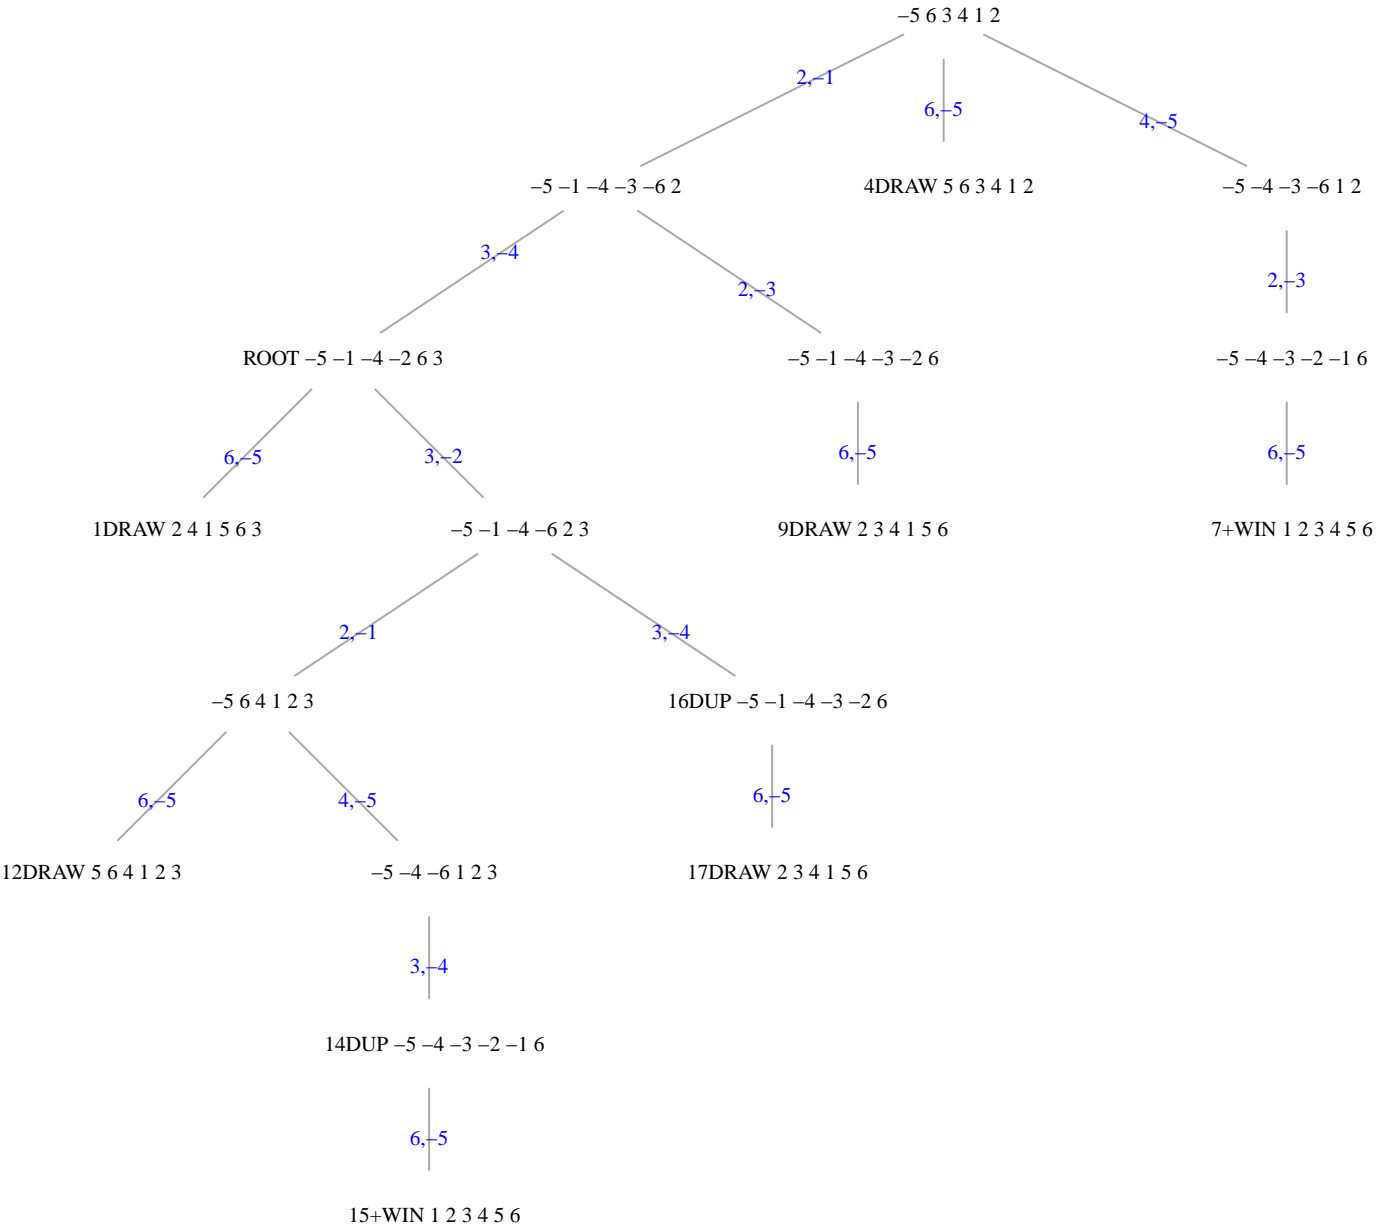 –5 6 3 4 1 2
2,–1
6,–5
4,–5
–5 –1 –4 –3 –6 2
4DRAW 5 6 3 4 1 2
–5 –4 –3 –6 1 2
3,–4
2,–3
2,–3
ROOT –5 –1 –4 –2 6 3
–5 –1 –4 –3 –2 6
–5 –4 –3 –2 –1 6
6,–5
3,–2
6,–5
6,–5
1DRAW 2 4 1 5 6 3
–5 –1 –4 –6 2 3
9DRAW 2 3 4 1 5 6
7+WIN 1 2 3 4 5 6
2,–1
3,–4
–5 6 4 1 2 3
16DUP –5 –1 –4 –3 –2 6
6,–5
4,–5
6,–5
12DRAW 5 6 4 1 2 3
–5 –4 –6 1 2 3
17DRAW 2 3 4 1 5 6
3,–4
14DUP –5 –4 –3 –2 –1 6
6,–5
15+WIN 1 2 3 4 5 6